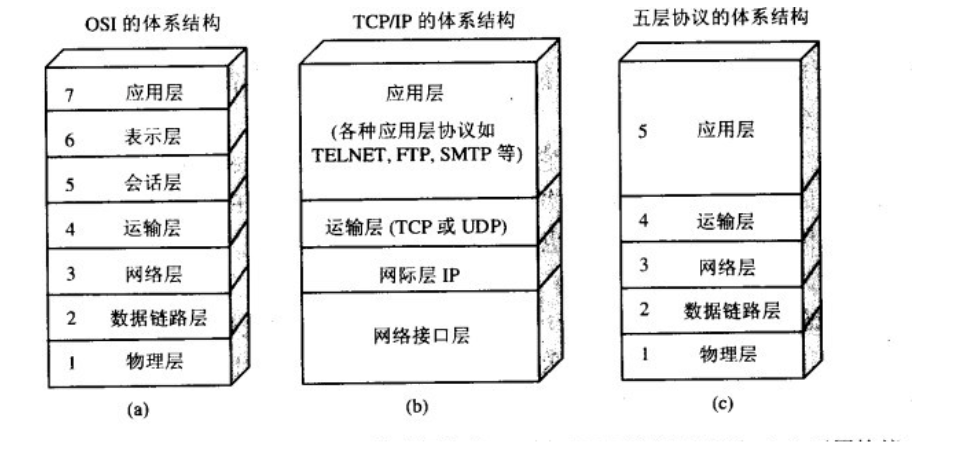 OSI 的体系结构
7 应用层
6 表示层
5 会话层
4 运输层
3 网络层
2 数据链路层
1 物理层
(a)
TCP/IP 的体系结构
应用层
(各种应用层协议如
TELNET, FTP, SMTP 等)
运输层 (TCP 或 UDP)
网际层 IP
网络接口层
(b)
五层协议的体系结构
5 应用层
4 运输层
3 网络层
2 数据链路层
1 物理层
(c)